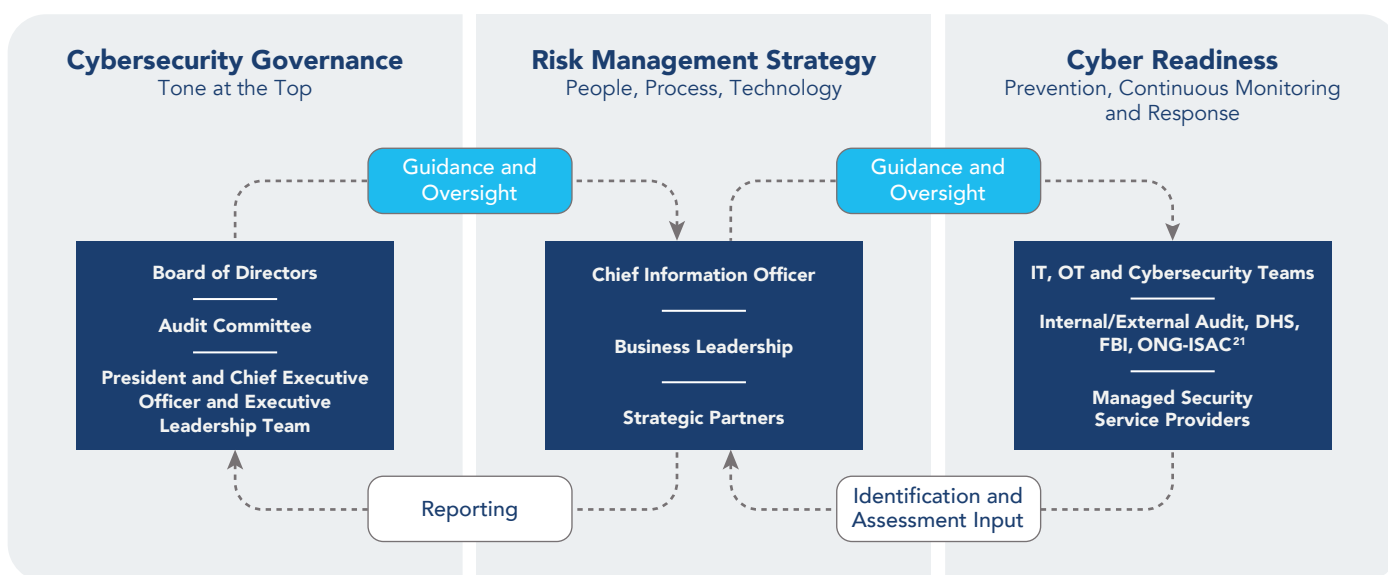 Cybersecurity Governance
Tone at the Top
Risk Management Strategy
People, Process, Technology
Cyber Readiness
Prevention, Continuous Monitoring
and Response
Guidance and
Oversight
Guidance and
Oversight
Board of Directors
Audit Committee
President and Chief Executive
Officer and Executive
Leadership Team
Chief Information Officer
Business Leadership
Strategic Partners
IT, OT and Cybersecurity Teams
Internal/External Audit, DHS,
FBI, ONG-ISAC²¹
Managed Security
Service Providers
Reporting
Identification and
Assessment Input